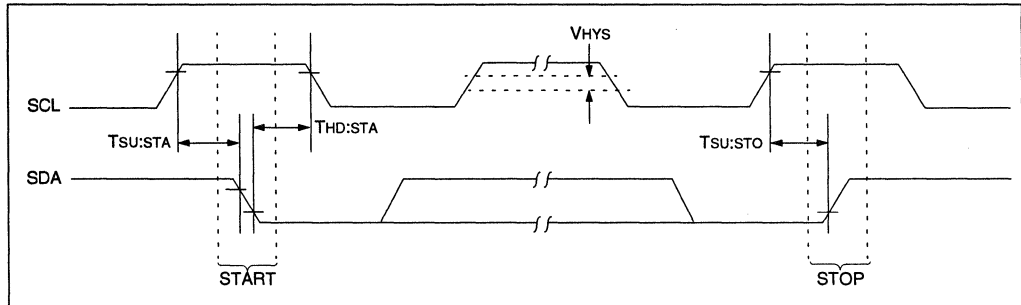 VHYS
SCL
TSU:STA
THD:STA
TSU:STO
SDA
START
STOP